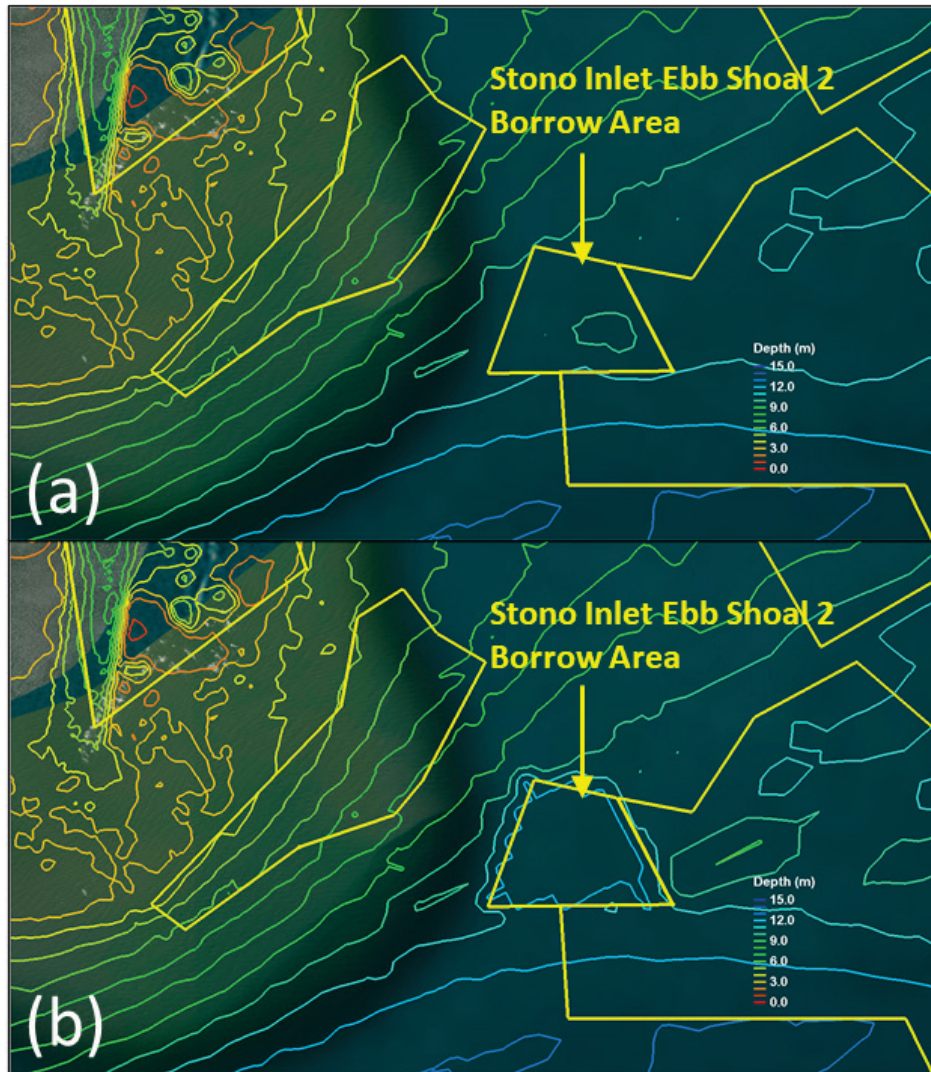 Stono Inlet Ebb Shoal 2
Borrow Area
Depth (m)
15.0
12.0
9.0
6.0
3.0
0.0
(a)
Stono Inlet Ebb Shoal 2
Borrow Area
Depth (m)
15.0
12.0
9.0
6.0
3.0
0.0
(b)